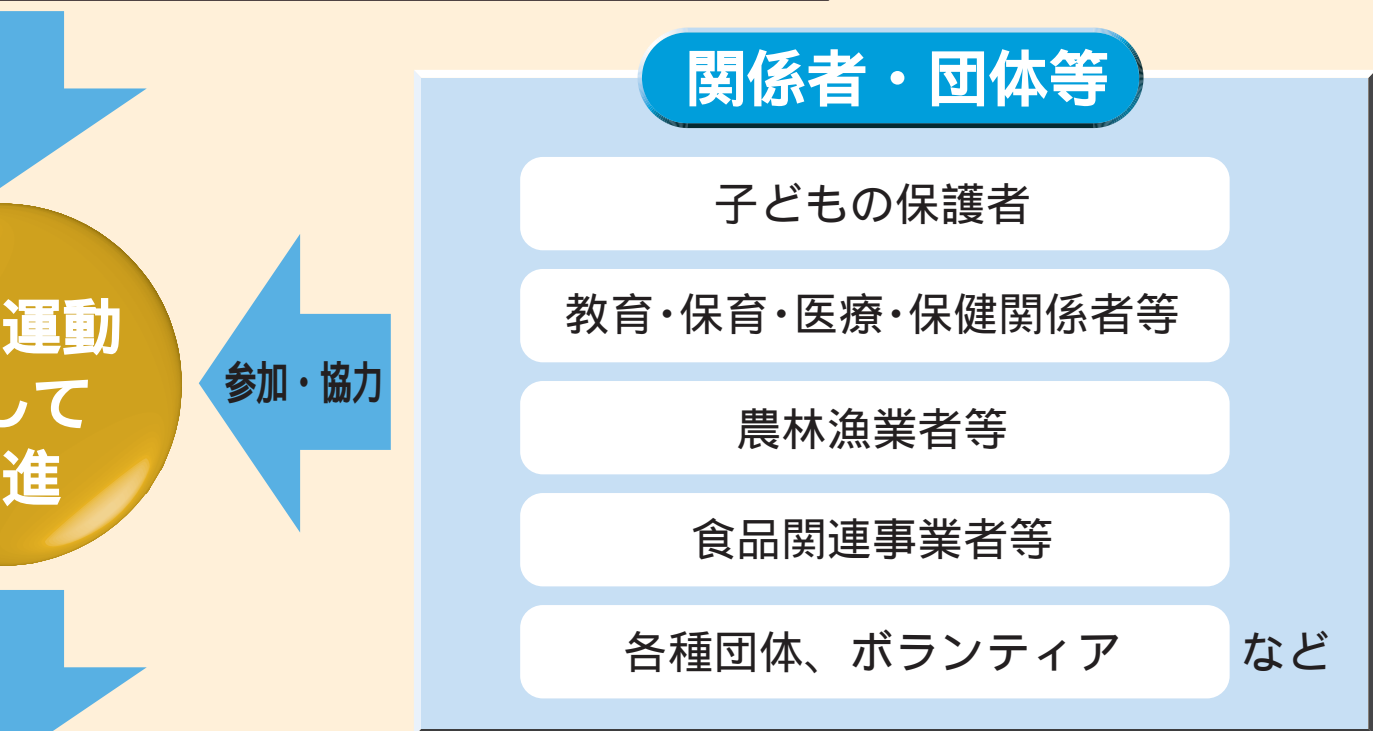 関係者・団体等
子どもの保護者
教育・保育・医療・保健関係者等
農林漁業者等
食品関連事業者等
各種団体、ボランティア など
参加・協力
運動
して
進